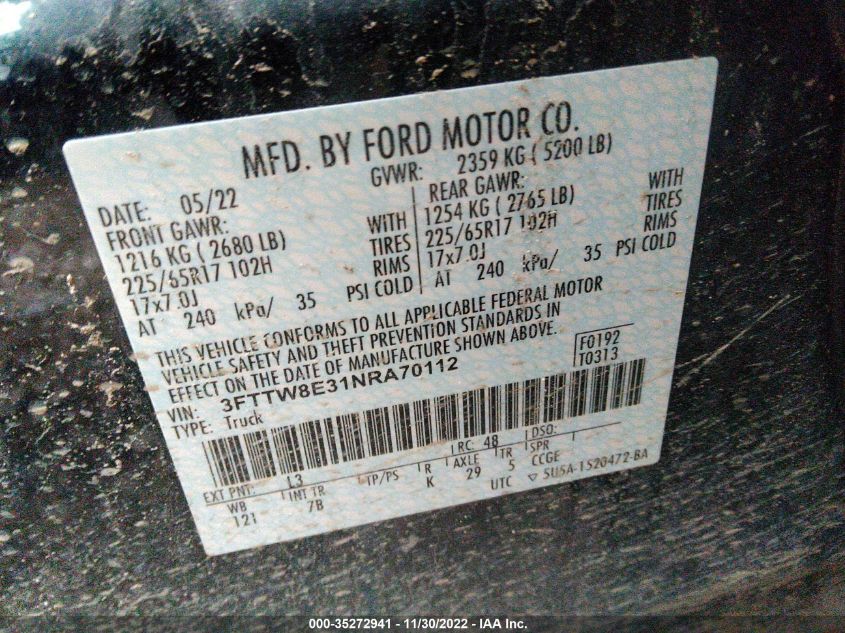 MFD. BY FORD MOTOR CO.
DATE: 05/22 GVWR: 2359 KG ( 5200 LB)
FRONT GAWR: REAR GAWR:
1216 KG ( 2680 LB) WITH 1254 KG ( 2765 LB) WITH
225/65R17 102H TIRES 225/65R17 102H TIRES
17x7.0J RIMS 17x7.0J RIMS
AT 240 kPa/ 35 PSI COLD AT 240 kPa/ 35 PSI COLD
THIS VEHICLE CONFORMS TO ALL APPLICABLE FEDERAL MOTOR
VEHICLE SAFETY AND THEFT PREVENTION STANDARDS IN
EFFECT ON THE DATE OF MANUFACTURE SHOWN ABOVE.
VIN: 3FTTW8E31NRA70112 F0192
TYPE: Truck T0313
EXT PNT: L3 RC: 48 DSO:
WB INT TR TP/PS R AXLE TR SPR
121 7B K 29 5 CCGE
UTC ▽ SU5A-1520472-BA
000-35272941 - 11/30/2022 - IAA Inc.